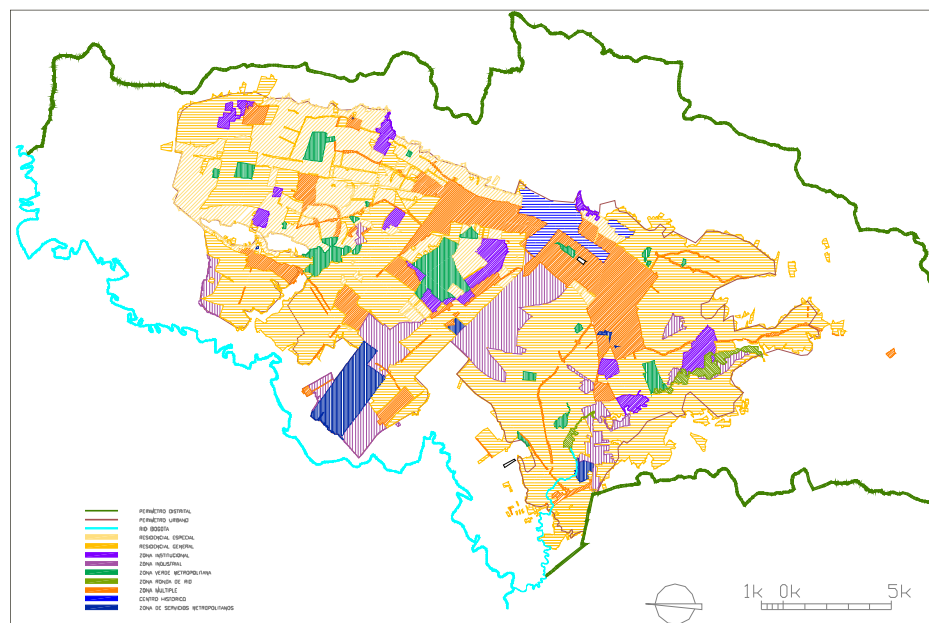 PERIMETRO DISTRITAL
PERIMETRO URBANO
RIO BOGOTA
RESIDENCIAL ESPECIAL
RESIDENCIAL GENERAL
ZONA INSTITUCIONAL
ZONA INDUSTRIAL
ZONA VERDE METROPOLITANA
ZONA RONDA DE RIO
ZONA MULTIPLE
CENTRO HISTORICO
ZONA DE SERVICIOS METROPOLITANOS
1k 0k 5k